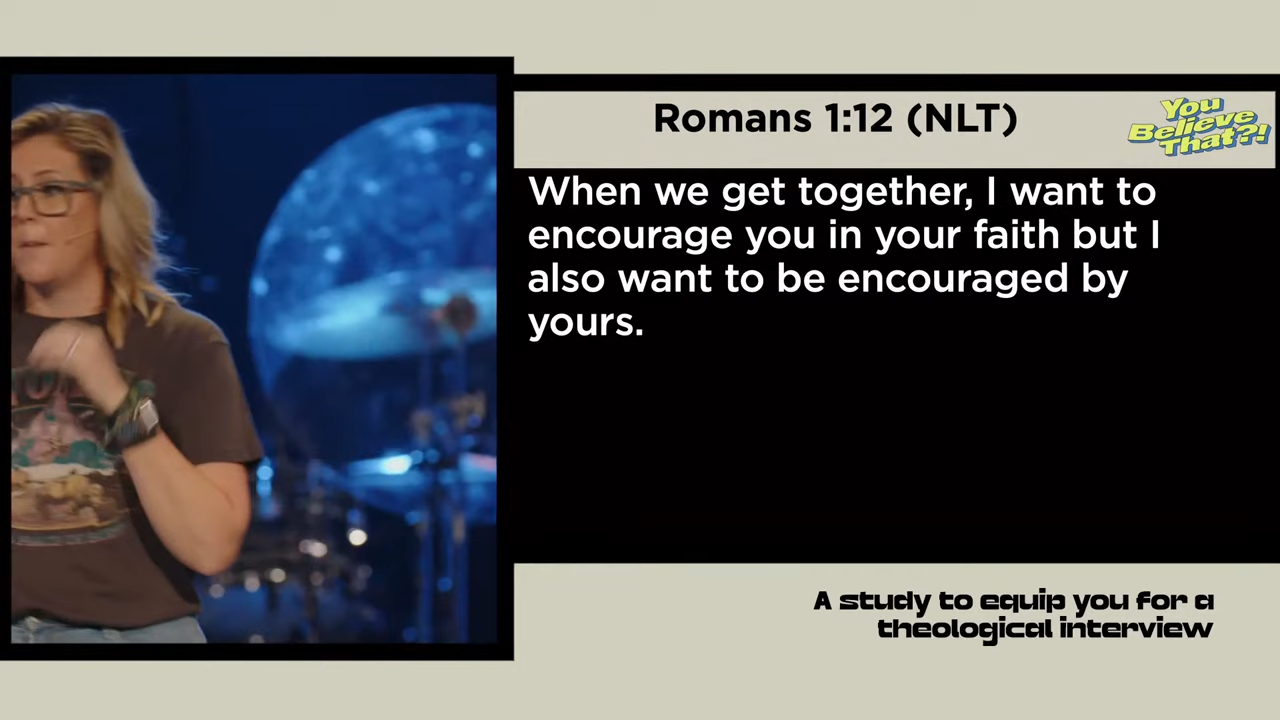 Romans 1:12 (NLT)
You
Believe
That?!
When we get together, I want to
encourage you in your faith but I
also want to be encouraged by
yours.
A study to equip you for a
theological interview